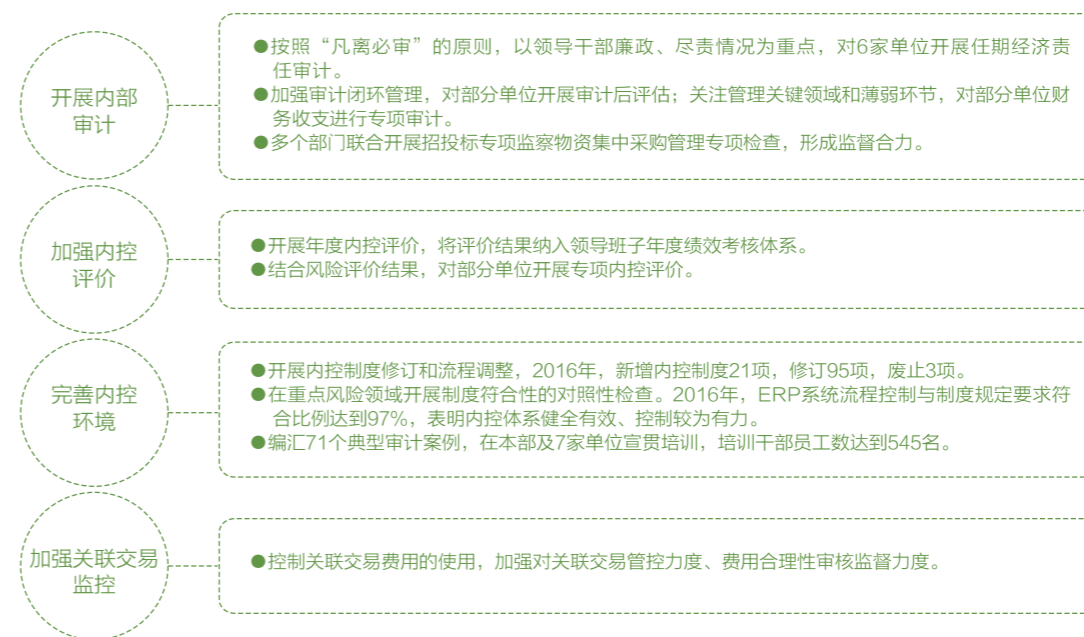 开展内部
审计
●按照“凡离必审”的原则，以领导干部廉政、尽责情况为重点，对6家单位开展任期经济责
任审计。
●加强审计闭环管理，对部分单位开展审计后评估；关注管理关键领域和薄弱环节，对部分单位财
务收支进行专项审计。
●多个部门联合开展招投标专项监察物资集中采购管理专项检查，形成监督合力。
加强内控
评价
●开展年度内控评价，将评价结果纳入领导班子年度绩效考核体系。
●结合风险评价结果，对部分单位开展专项内控评价。
完善内控
环境
●开展内控制度修订和流程调整，2016年，新增内控制度21项，修订95项，废止3项。
●在重点风险领域开展制度符合性的对照性检查。2016年，ERP系统流程控制与制度规定要求符
合比例达到97%，表明内控体系健全有效、控制较为有力。
●编汇71个典型审计案例，在本部及7家单位宣贯培训，培训干部员工数达到545名。
加强关联交易
监控
●控制关联交易费用的使用，加强对关联交易管控力度、费用合理性审核监督力度。